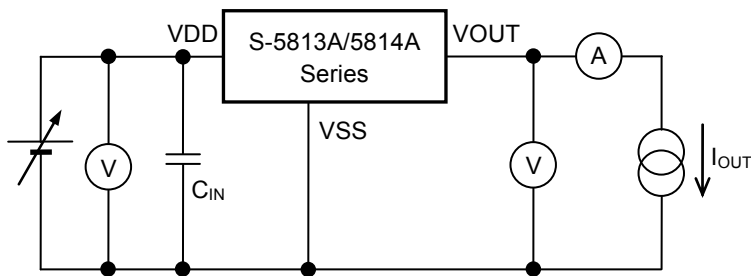 VDD
S-5813A/5814A
Series
VOUT
A
VSS
V
CIN
V
IOUT